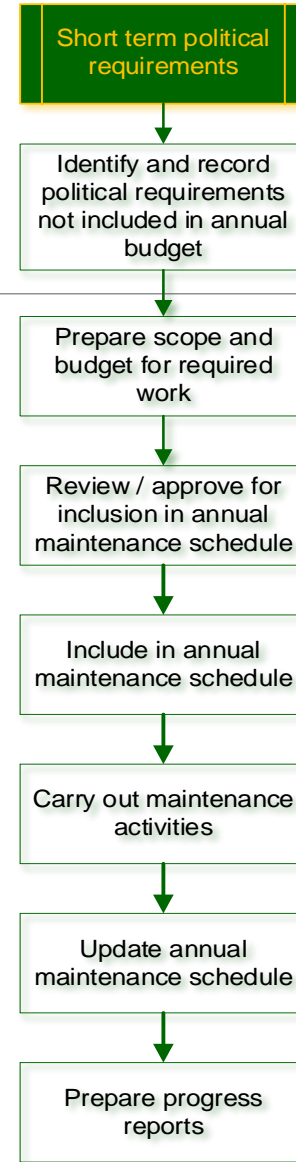 Short term political
requirements
Identify and record
political requirements
not included in annual
budget
Prepare scope and
budget for required
work
Review / approve for
inclusion in annual
maintenance schedule
Include in annual
maintenance schedule
Carry out maintenance
activities
Update annual
maintenance schedule
Prepare progress
reports